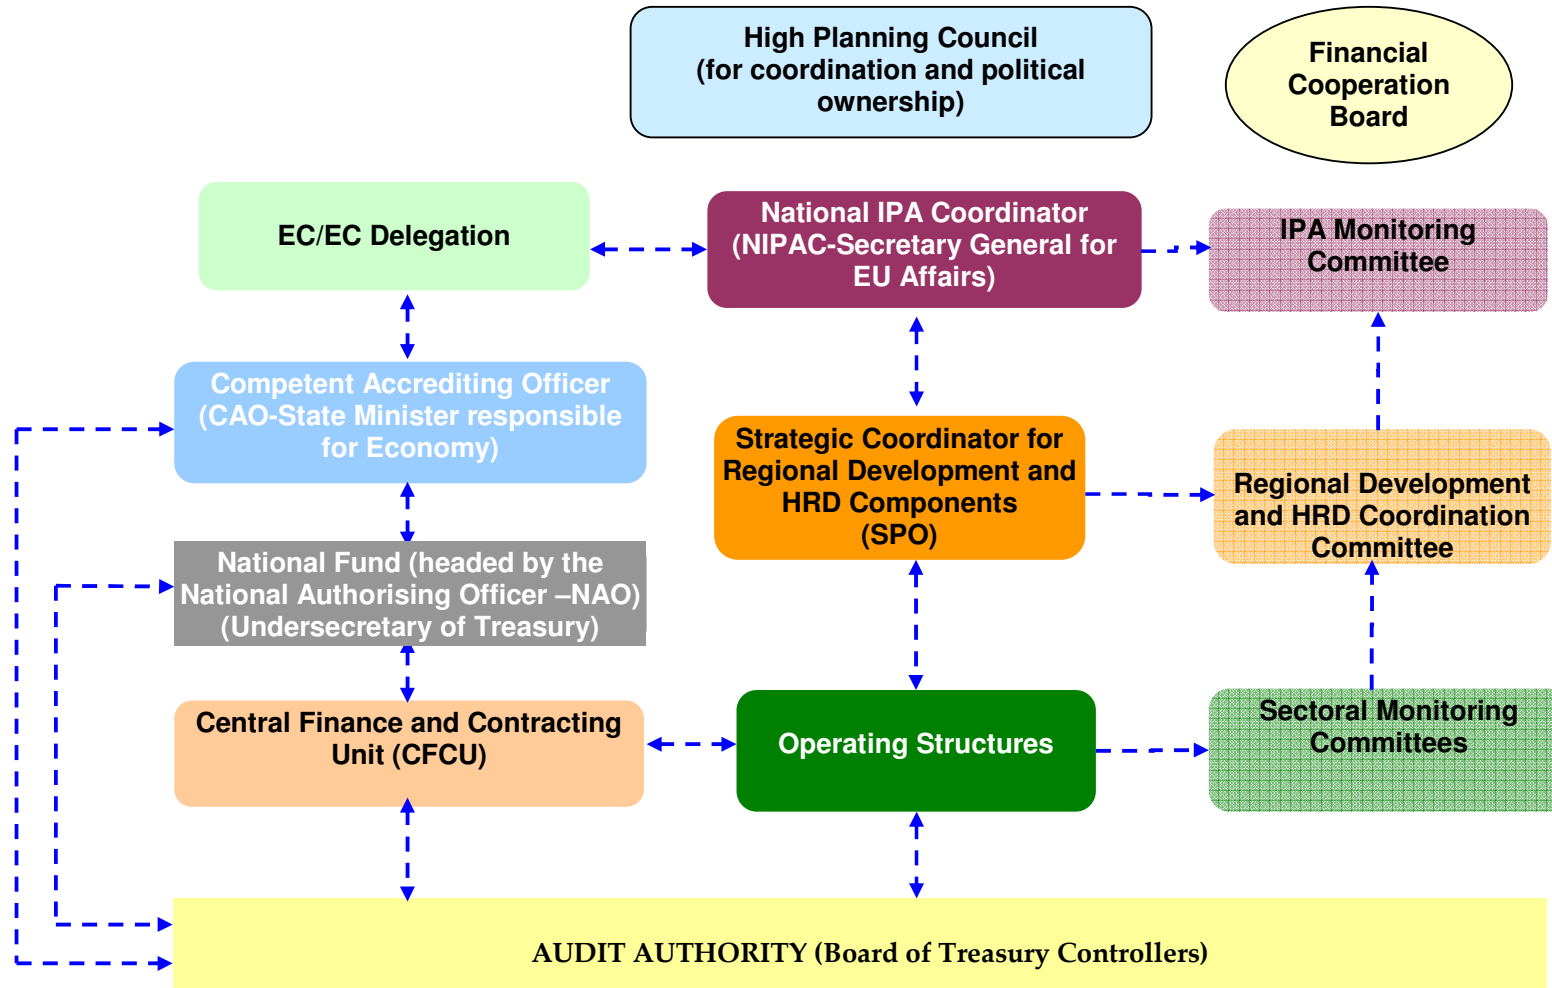 High Planning Council
(for coordination and political
ownership)
Financial
Cooperation
Board
EC/EC Delegation
National IPA Coordinator
(NIPAC-Secretary General for
EU Affairs)
IPA Monitoring
Committee
Competent Accrediting Officer
(CAO-State Minister responsible
for Economy)
Strategic Coordinator for
Regional Development and
HRD Components
(SPO)
Regional Development
and HRD Coordination
Committee
National Fund (headed by the
National Authorising Officer –NAO)
(Undersecretary of Treasury)
Central Finance and Contracting
Unit (CFCU)
Operating Structures
Sectoral Monitoring
Committees
AUDIT AUTHORITY (Board of Treasury Controllers)